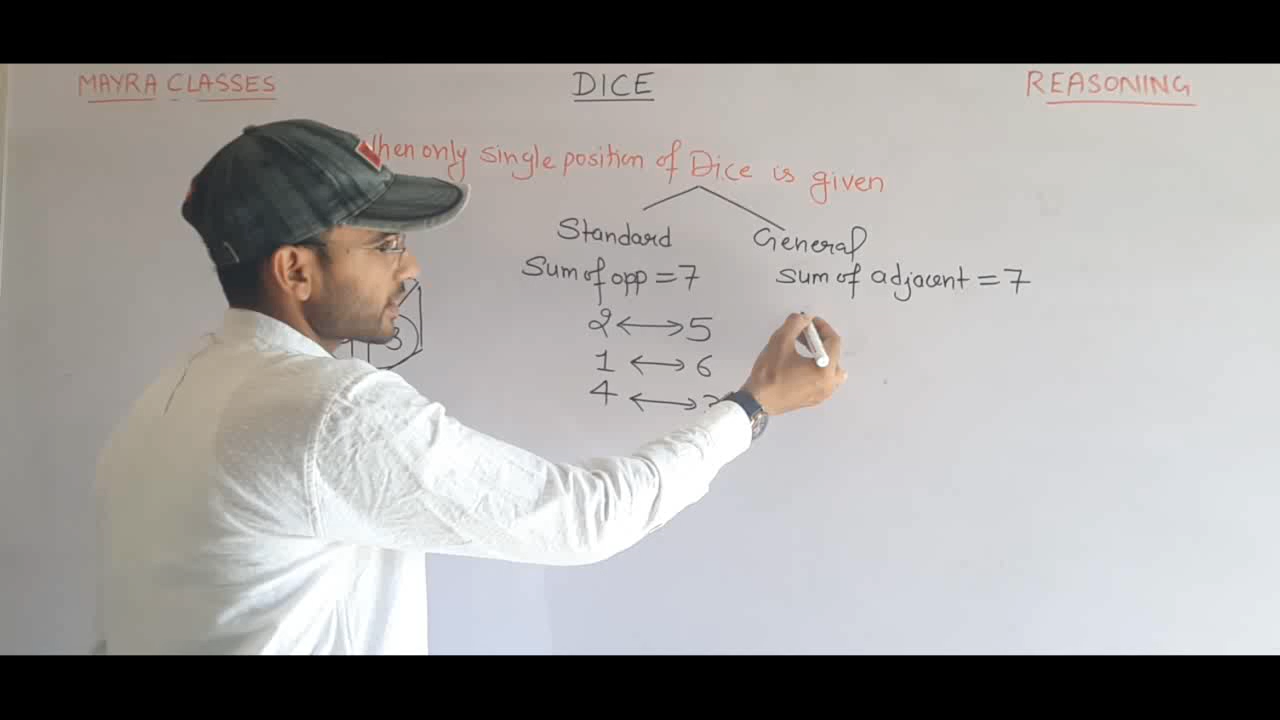 MAYRA CLASSES
DICE
REASONING
only single position of Dice is given
Standard
General
Sum of opp = 7
sum of adjacent = 7
2 ⟷ 5
1 ⟷ 6
4 ⟷
3